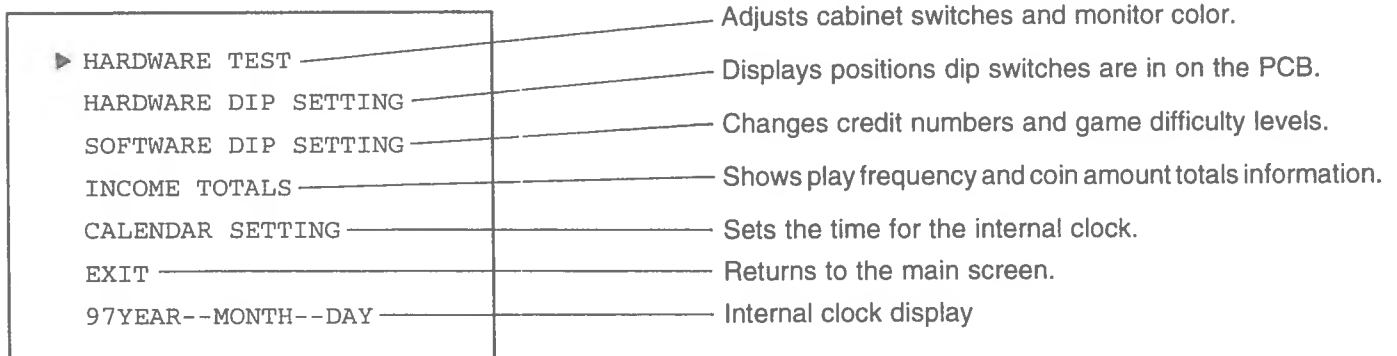 ▶ HARDWARE TEST Adjusts cabinet switches and monitor color.
HARDWARE DIP SETTING Displays positions dip switches are in on the PCB.
SOFTWARE DIP SETTING Changes credit numbers and game difficulty levels.
INCOME TOTALS Shows play frequency and coin amount totals information.
CALENDAR SETTING Sets the time for the internal clock.
EXIT Returns to the main screen.
97YEAR--MONTH--DAY Internal clock display